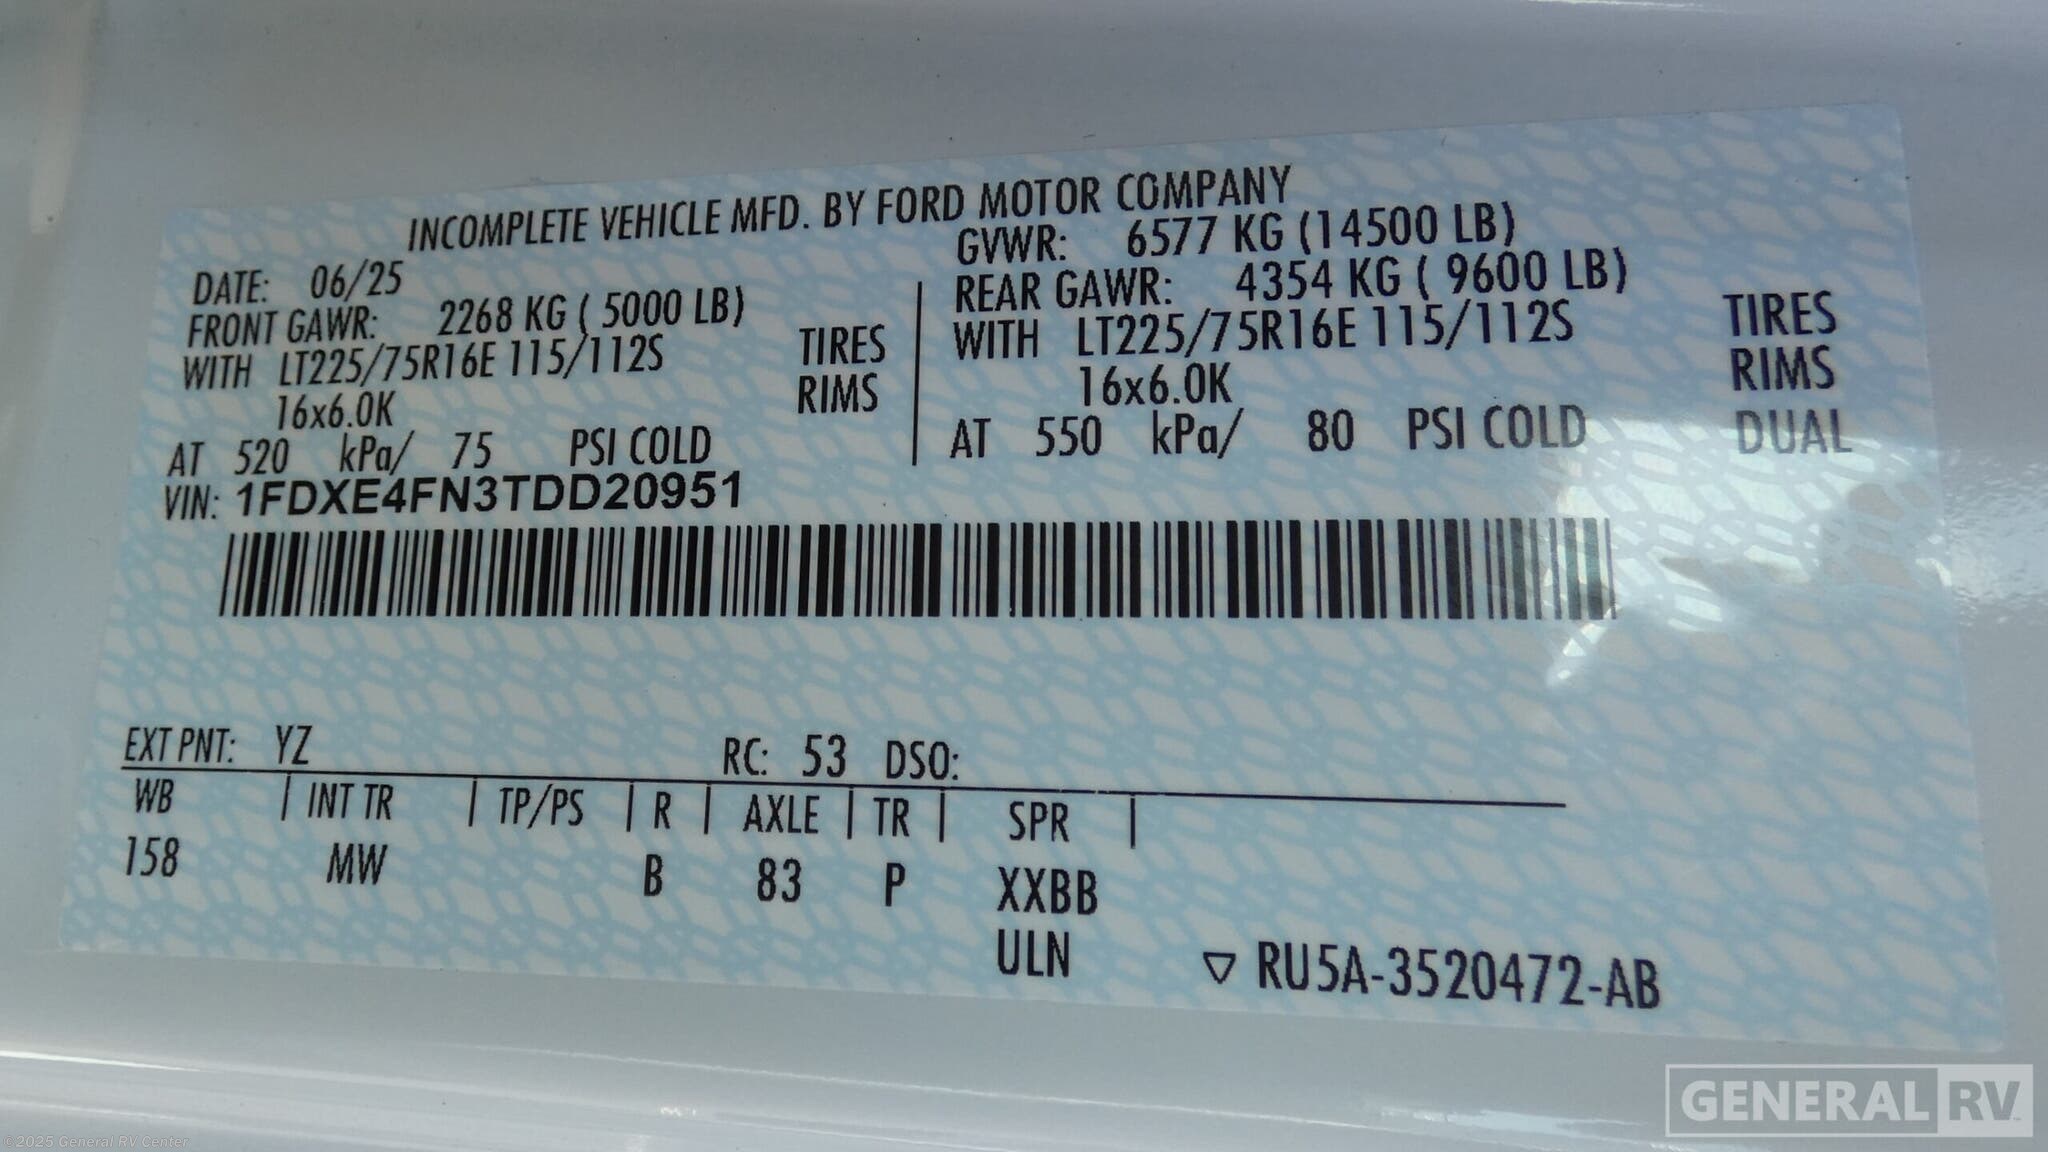 INCOMPLETE VEHICLE MFD. BY FORD MOTOR COMPANY
DATE: 06/25
GVWR: 6577 KG (14500 LB)
FRONT GAWR: 2268 KG ( 5000 LB)
WITH LT225/75R16E 115/112S TIRES
16x6.0K RIMS
AT 520 kPa/ 75 PSI COLD
REAR GAWR: 4354 KG ( 9600 LB)
WITH LT225/75R16E 115/112S TIRES
16x6.0K RIMS
AT 550 kPa/ 80 PSI COLD DUAL
VIN: 1FDXE4FN3TDD20951
EXT PNT: YZ RC: 53 DSO:
WB | INT TR | TP/PS | R | AXLE | TR | SPR |
158 MW B 83 P XXBB
ULN ▽ RU5A-3520472-AB
GENERAL RV
©2025 General RV Center